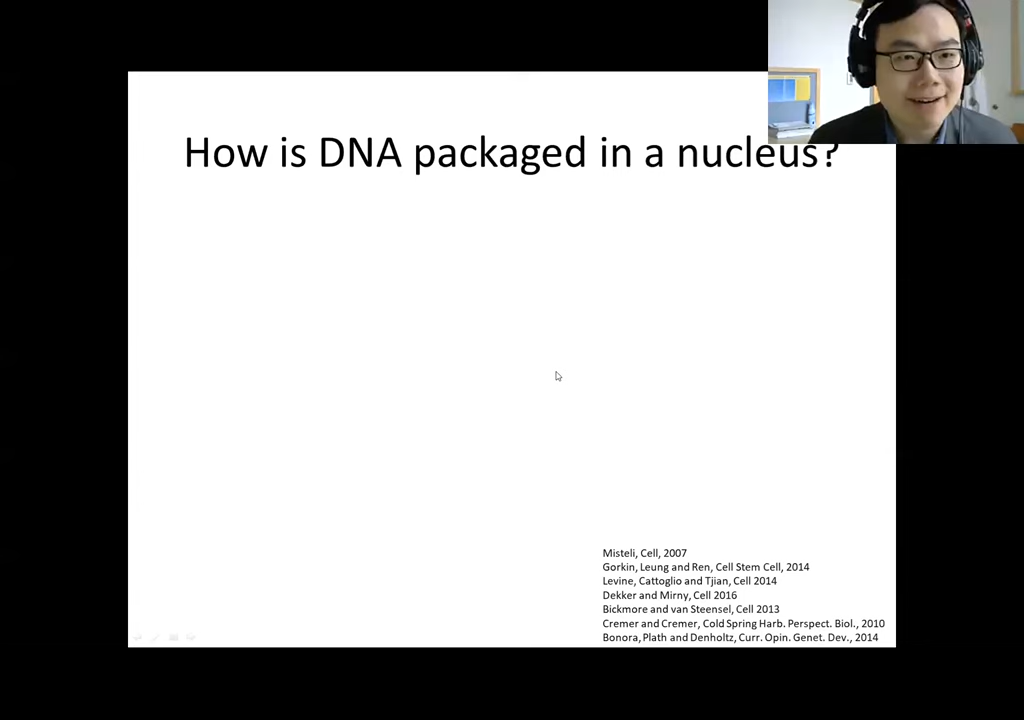 How is DNA packaged in a nucleus?
Misteli, Cell, 2007
Gorkin, Leung and Ren, Cell Stem Cell, 2014
Levine, Cattoglio and Tjian, Cell 2014
Dekker and Mirny, Cell 2016
Bickmore and van Steensel, Cell 2013
Cremer and Cremer, Cold Spring Harb. Perspect. Biol., 2010
Bonora, Plath and Denholtz, Curr. Opin. Genet. Dev., 2014